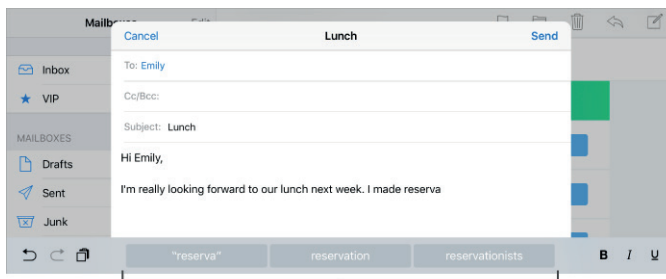 Mailboxes Edit
Cancel Lunch Send
To: Emily
Inbox
Cc/Bcc:
VIP
Subject: Lunch
MAILBOXES
Hi Emily,
Drafts
I'm really looking forward to our lunch next week. I made reserva
Sent
Junk
"reserva" reservation reservationists B I U